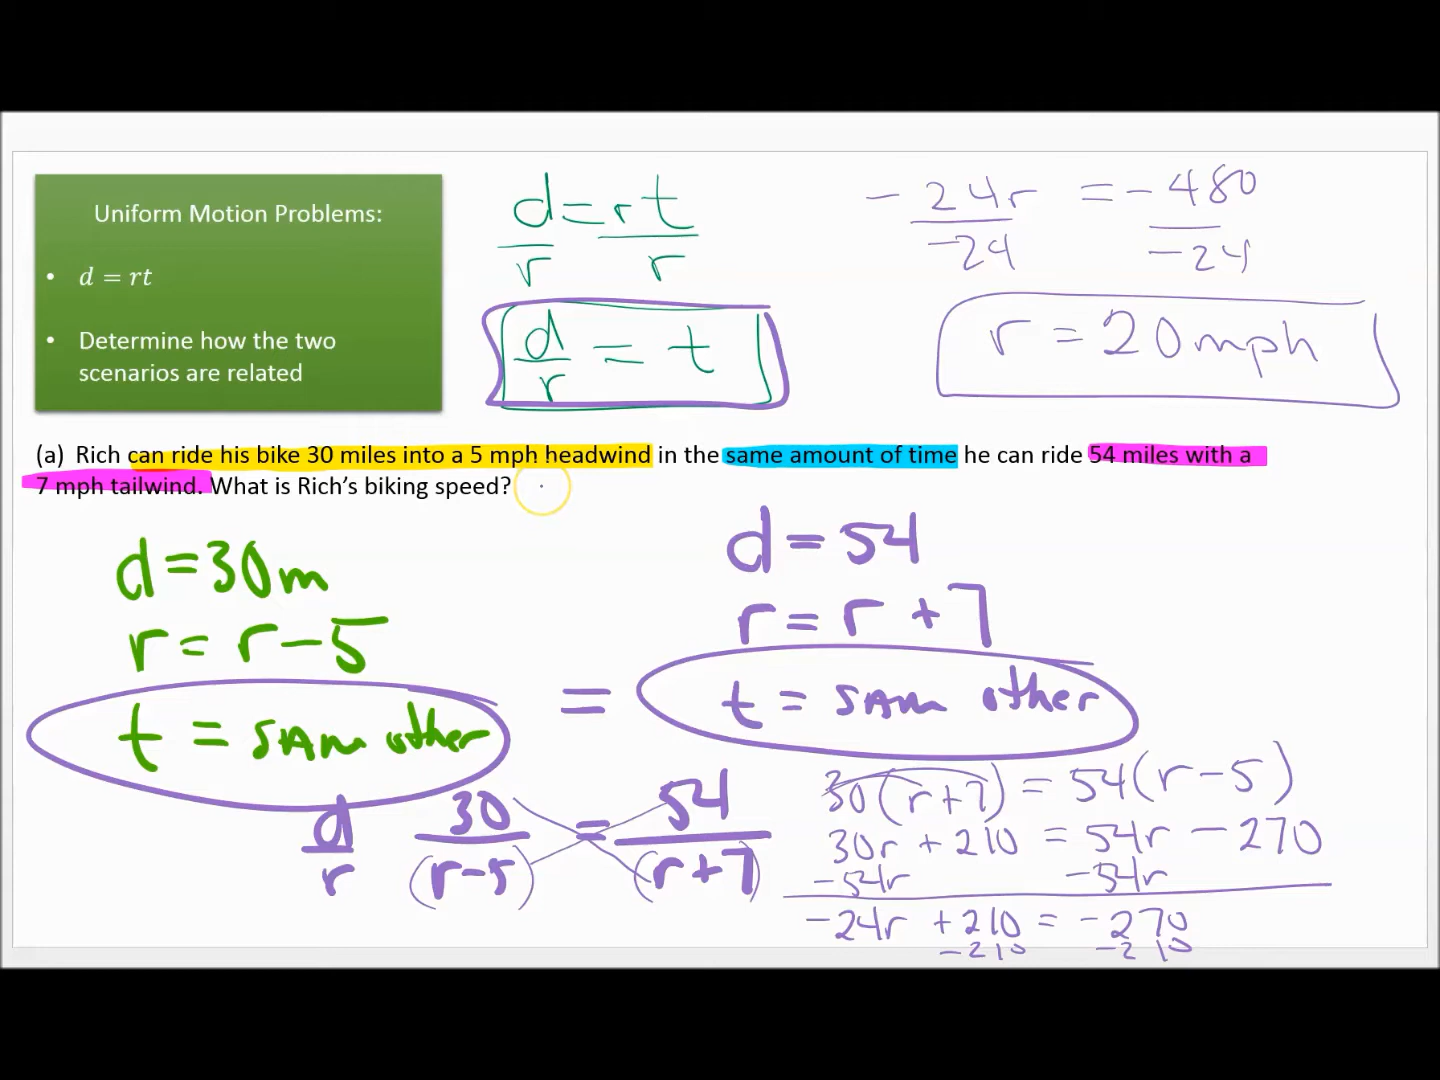 Uniform Motion Problems:
• d = rt
• Determine how the two
scenarios are related
d = rt
r r
d/r = t
-24r = -480
-24 -24
r = 20mph
(a) Rich can ride his bike 30 miles into a 5 mph headwind in the same amount of time he can ride 54 miles with a
7 mph tailwind. What is Rich's biking speed?
d = 30m
r = r - 5
t = SAM other
=
d = 54
r = r + 7
t = SAM other
d/r 30/(r-5) = 54/(r+7)
30(r+7) = 54(r-5)
30r + 210 = 54r - 270
-54r -54r
-24r + 210 = -270
-210 -210